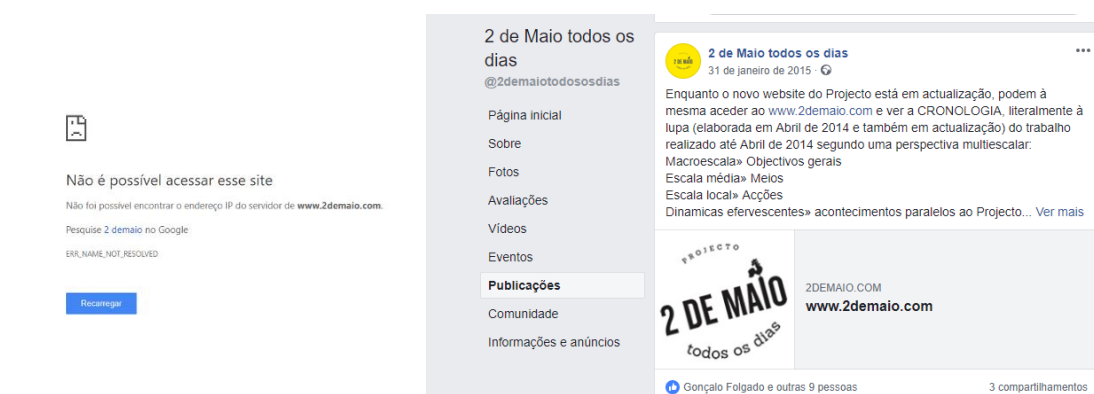 Não é possível acessar esse site
Não foi possível encontrar o endereço IP do servidor de www.2demaio.com.
Pesquise 2 demaio no Google
ERR_NAME_NOT_RESOLVED
Recarregar
2 de Maio todos os
dias
@2demaiotodososdias
Página inicial
Sobre
Fotos
Avaliações
Vídeos
Eventos
Publicações
Comunidade
Informações e anúncios
2 DE MAIO
2 de Maio todos os dias
31 de janeiro de 2015 ·
Enquanto o novo website do Projecto está em actualização, podem à
mesma aceder ao www.2demaio.com e ver a CRONOLOGIA, literalmente à
lupa (elaborada em Abril de 2014 e também em actualização) do trabalho
realizado até Abril de 2014 segundo uma perspectiva multiescalar:
Macroescala» Objectivos gerais
Escala média» Meios
Escala local» Acções
Dinamicas efervescentes» acontecimentos paralelos ao Projecto... Ver mais
PROJECTO
2 DE MAIO
todos os dias
2DEMAIO.COM
www.2demaio.com
Gonçalo Folgado e outras 9 pessoas
3 compartilhamentos